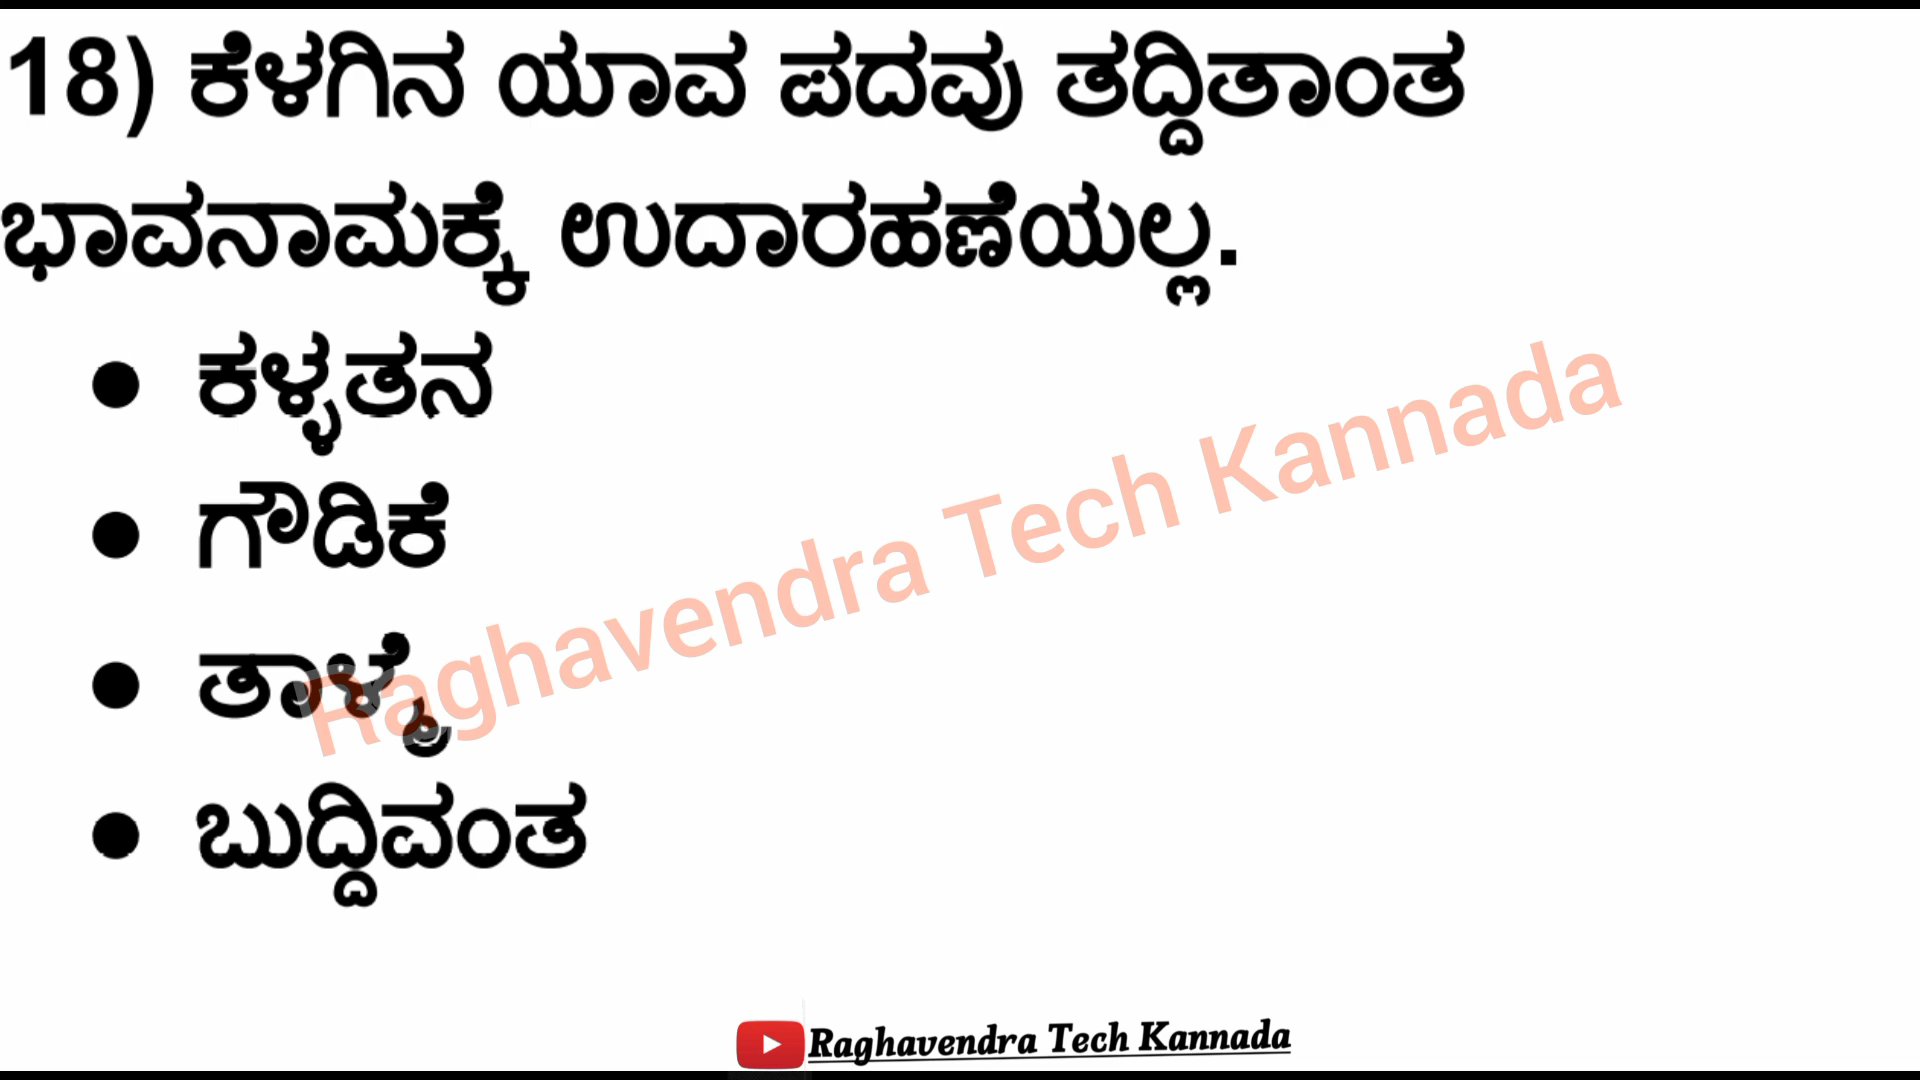 18) ಕೆಳಗಿನ ಯಾವ ಪದವು ತದ್ದಿತಾಂತ
ಭಾವನಾಮಕ್ಕೆ ಉದಾರಹಣೆಯಲ್ಲ.
• ಕಳ್ಳತನ
• ಗೌಡಿಕೆ
• ತಾಳ್ಮೆ
• ಬುದ್ದಿವಂತ
Raghavendra Tech Kannada
Raghavendra Tech Kannada